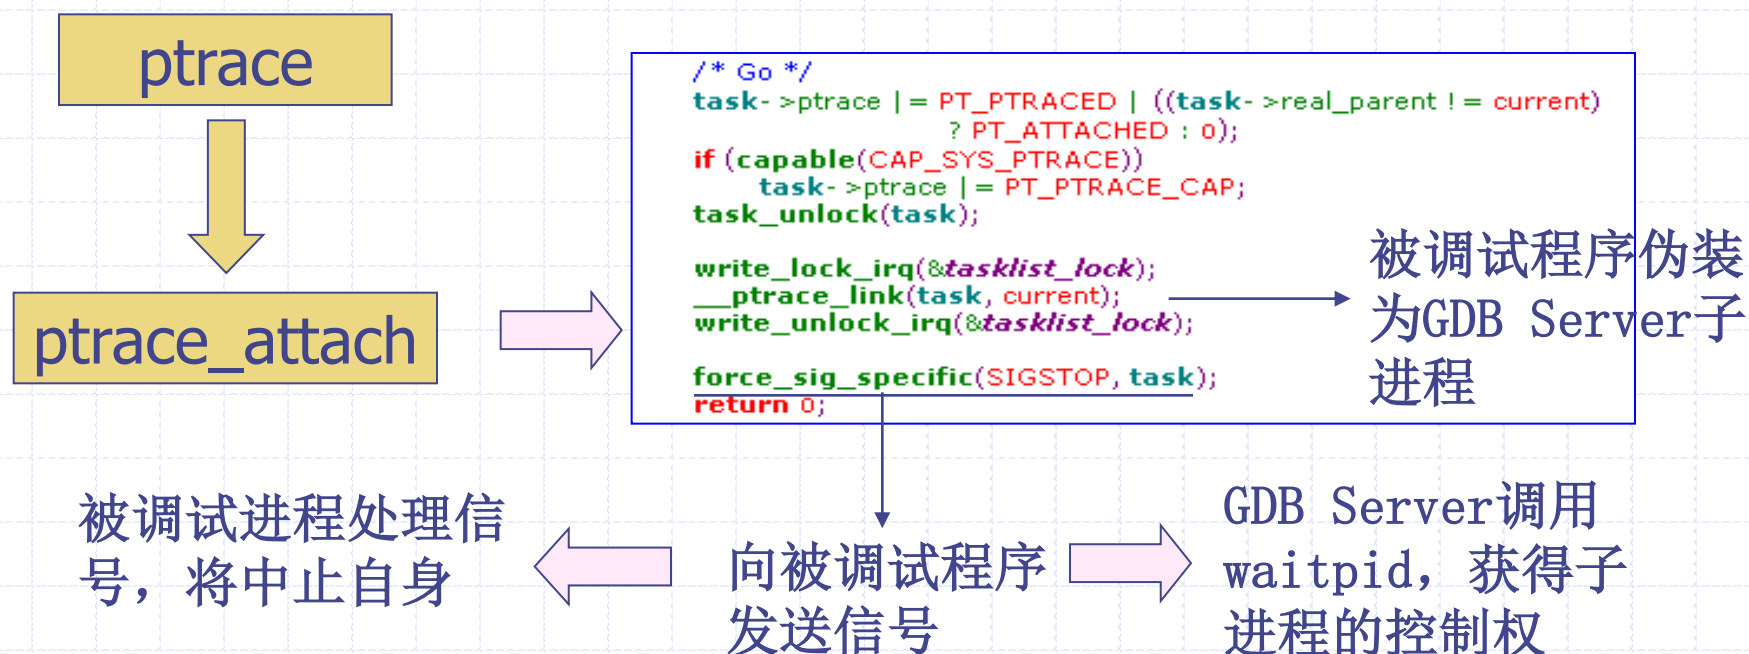 ptrace
ptrace_attach
/* Go */
task->ptrace |= PT_PTRACED | ((task->real_parent != current)
? PT_ATTACHED : 0);
if (capable(CAP_SYS_PTRACE))
task->ptrace |= PT_PTRACE_CAP;
task_unlock(task);
write_lock_irq(&tasklist_lock);
__ptrace_link(task, current);
write_unlock_irq(&tasklist_lock);
force_sig_specific(SIGSTOP, task);
return 0;
被调试程序伪装
为GDB Server子
进程
被调试进程处理信
号，将中止自身
向被调试程序
发送信号
GDB Server调用
waitpid，获得子
进程的控制权